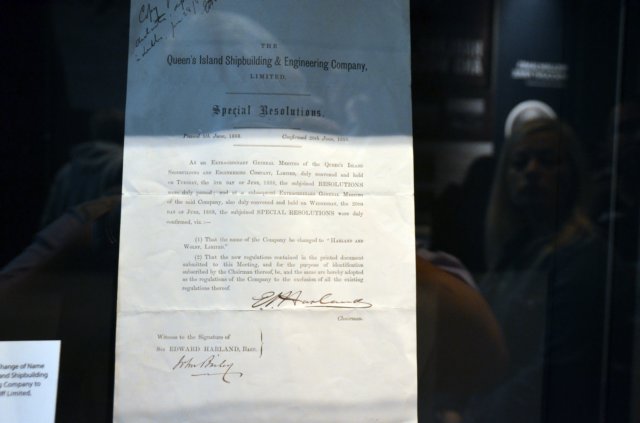 Copy
THE
Queen's Island Shipbuilding & Engineering Company,
LIMITED.
Special Resolutions.
Passed 5th June, 1888. Confirmed 20th June, 1888.
AT an EXTRAORDINARY GENERAL MEETING of the QUEEN'S ISLAND
SHIPBUILDING AND ENGINEERING COMPANY, LIMITED, duly convened and held
on TUESDAY, the 5TH DAY OF JUNE, 1888, the subjoined RESOLUTIONS
were duly passed; and at a subsequent EXTRAORDINARY GENERAL MEETING
of the said Company, also duly convened and held on WEDNESDAY, the 20TH
DAY OF JUNE, 1888, the subjoined SPECIAL RESOLUTIONS were duly
confirmed, viz.:—
(1) That the name of the Company be changed to "HARLAND AND
WOLFF, LIMITED."
(2) That the new regulations contained in the printed document
submitted to this Meeting, and for the purpose of identification
subscribed by the Chairman thereof, be, and the same are hereby adopted
as the regulations of the Company to the exclusion of all the existing
regulations thereof.
E J Harland
Chairman.
Witness to the Signature of
SIR EDWARD HARLAND, BART.
John Bailey
hange of Name
and Shipbuilding
g Company to
ff Limited.